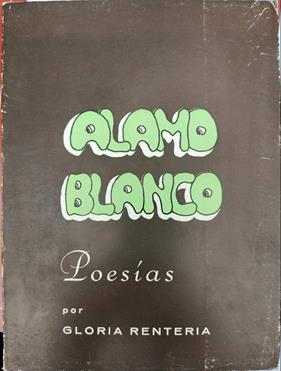 ALAMO
BLANCO
Poesías
por
GLORIA RENTERIA